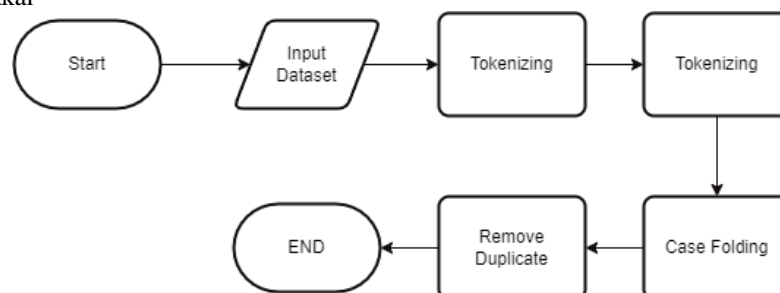 Start
Input
Dataset
Tokenizing
Tokenizing
Case Folding
Remove
Duplicate
END